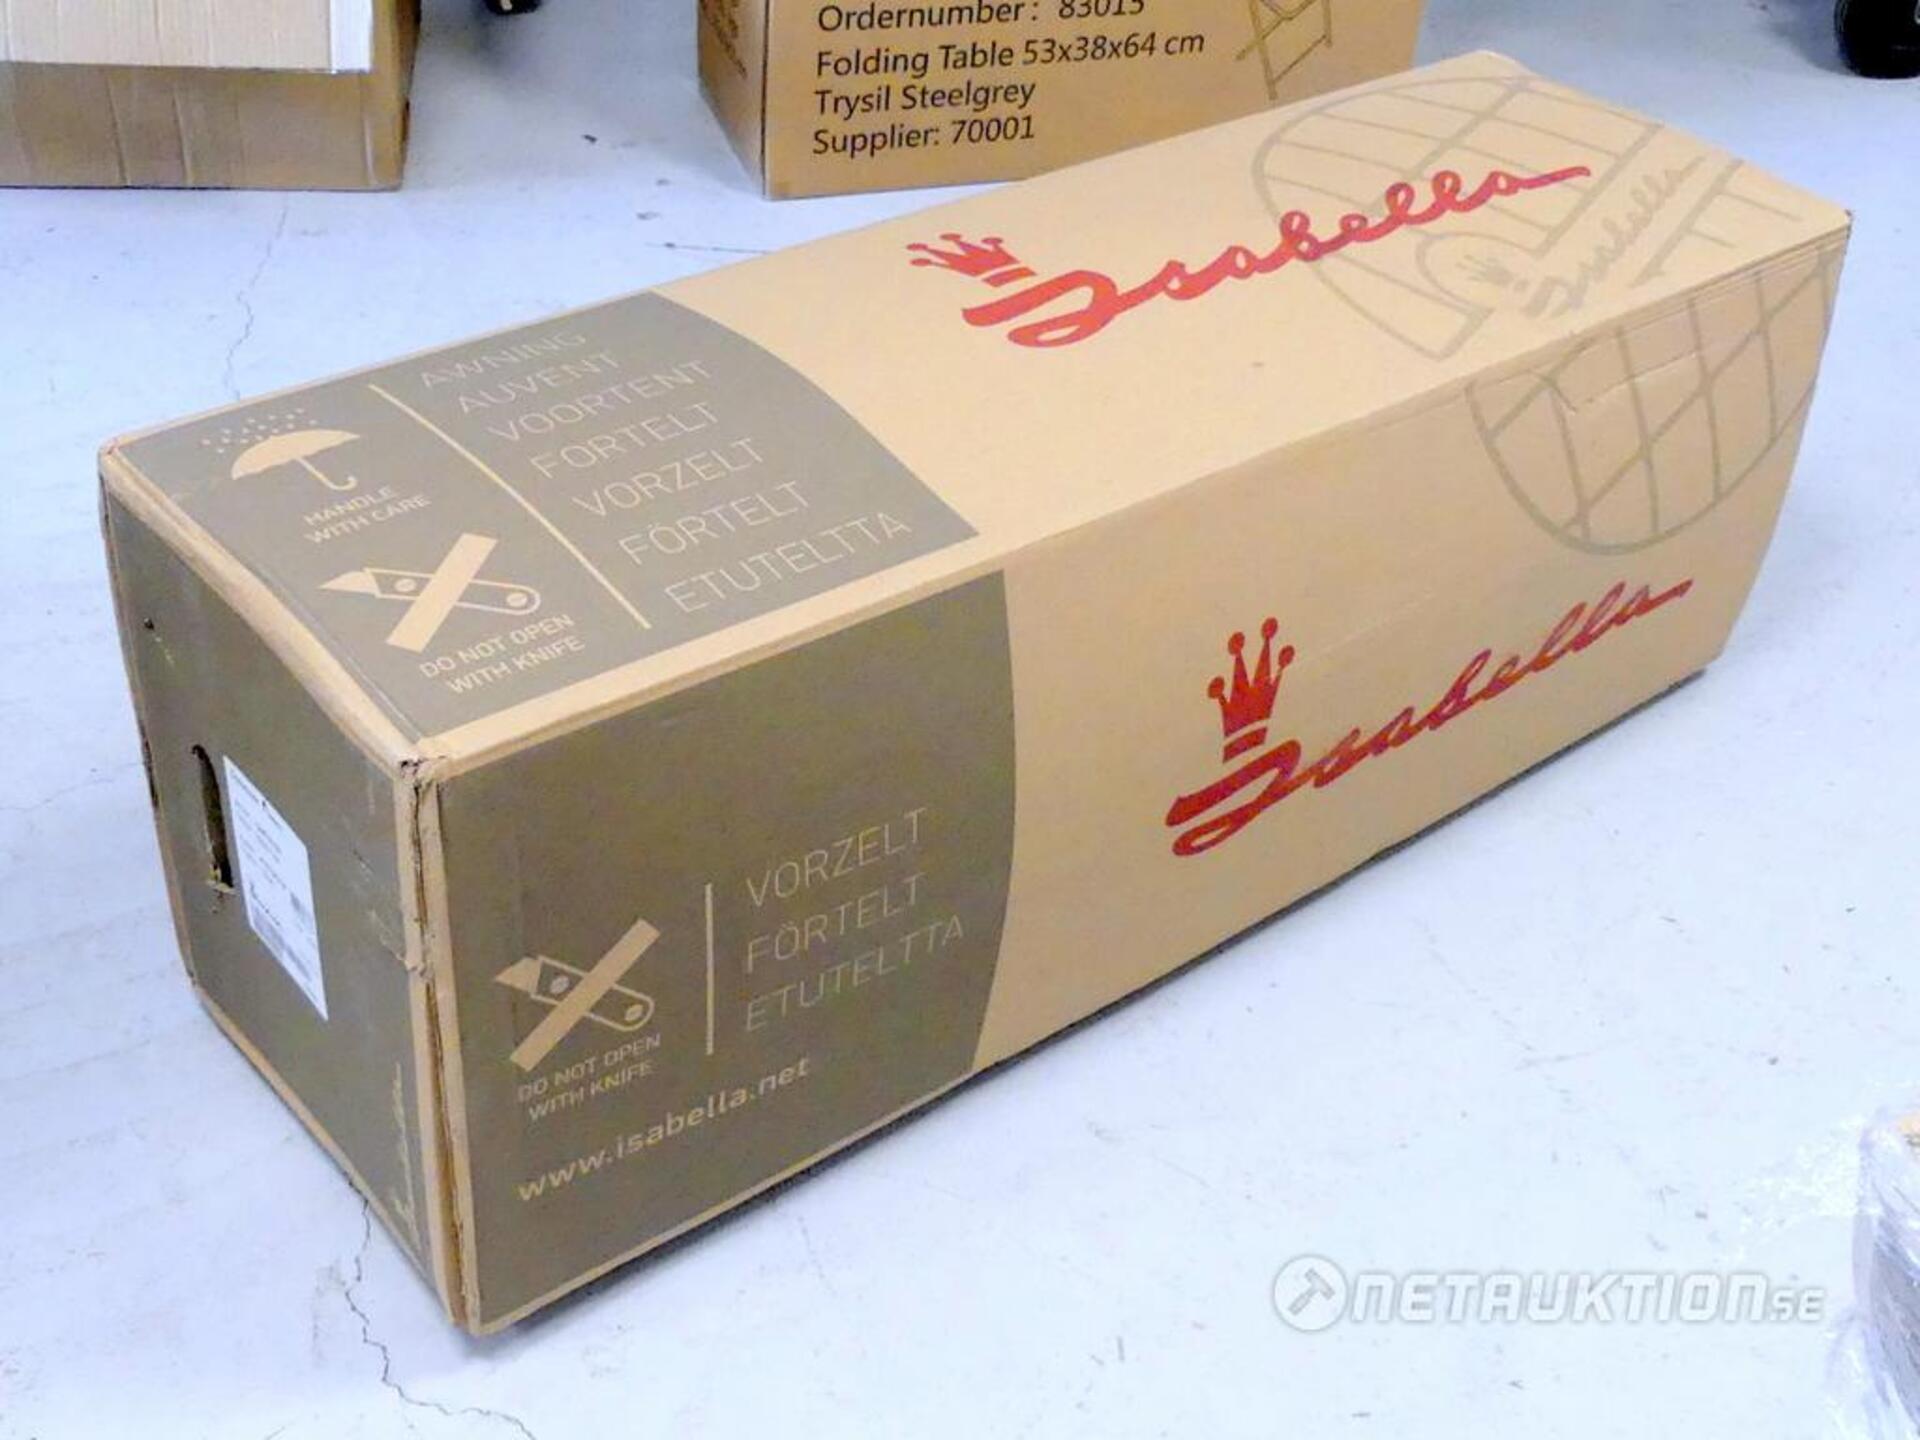 Ordernumber: 83015
Folding Table 53x38x64 cm
Trysil Steelgrey
Supplier: 70001
Isabella
Isabella
AWNING
AUVENT
VOORTENT
FORTELT
VORZELT
FÖRTELT
ETUTELTTA
HANDLE
WITH CARE
DO NOT OPEN
WITH KNIFE
Isabella
VORZELT
FÖRTELT
ETUTELTTA
DO NOT OPEN
WITH KNIFE
www.isabella.net
NETAUKTION.SE